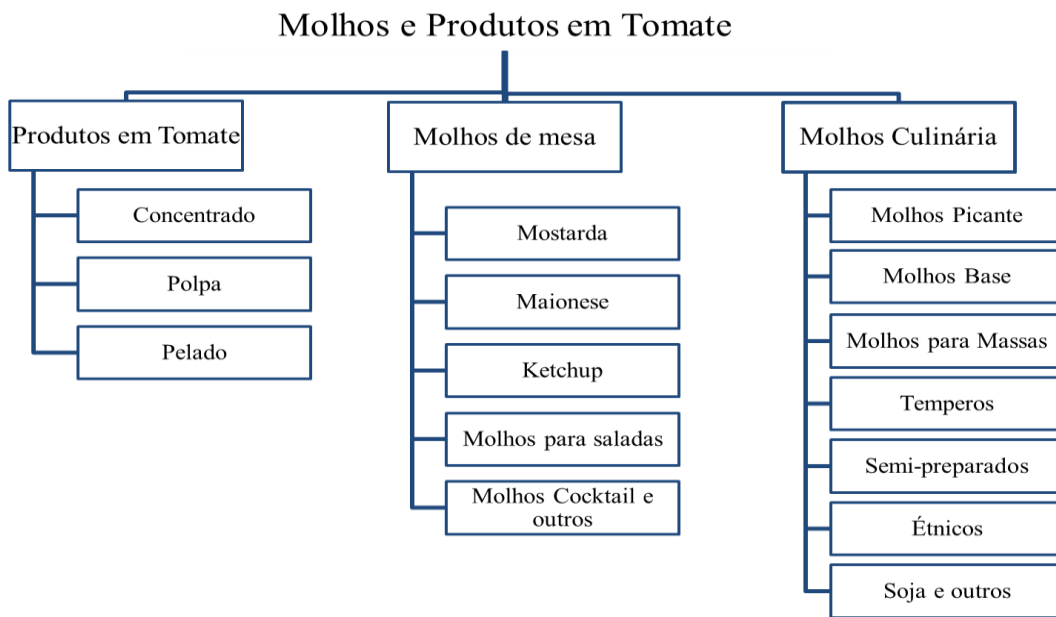 Molhos e Produtos em Tomate
Produtos em Tomate
Concentrado
Polpa
Pelado
Molhos de mesa
Mostarda
Maionese
Ketchup
Molhos para saladas
Molhos Cocktail e
outros
Molhos Culinária
Molhos Picante
Molhos Base
Molhos para Massas
Temperos
Semi-preparados
Étnicos
Soja e outros